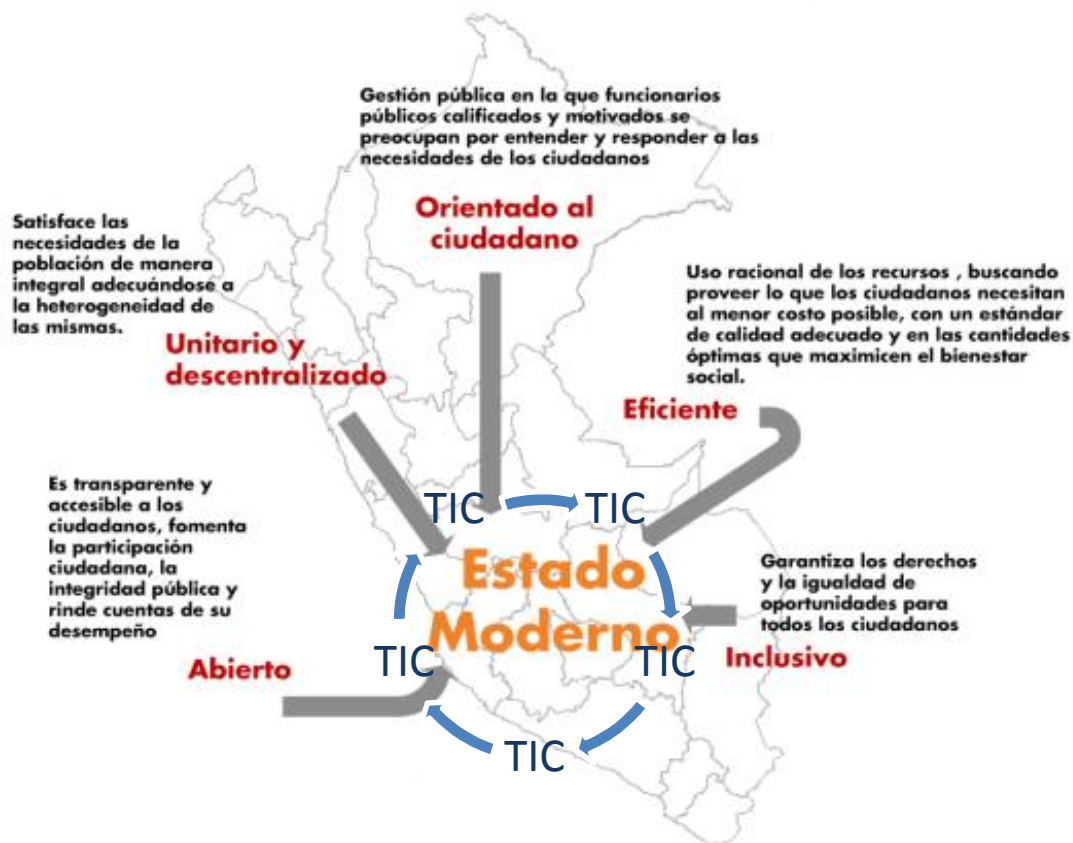 Gestión pública en la que funcionarios
públicos calificados y motivados se
preocupan por entender y responder a las
necesidades de los ciudadanos
Orientado al
ciudadano
Satisface las
necesidades de la
población de manera
integral adecuándose a
la heterogeneidad de
las mismas.
Unitario y
descentralizado
Uso racional de los recursos , buscando
proveer lo que los ciudadanos necesitan
al menor costo posible, con un estándar
de calidad adecuado y en las cantidades
óptimas que maximicen el bienestar
social.
Eficiente
Es transparente y
accesible a los
ciudadanos, fomenta
la participación
ciudadana, la
integridad pública y
rinde cuentas de su
desempeño
Abierto
TIC
TIC
Estado
Moderno
TIC
TIC
TIC
Garantiza los derechos
y la igualdad de
oportunidades para
todos los ciudadanos
Inclusivo